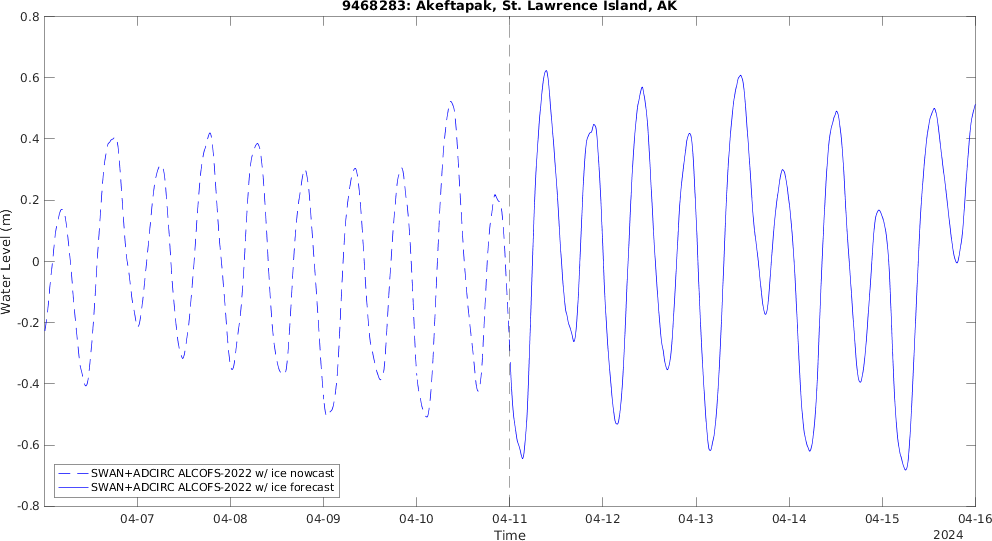 9468283: Akeftapak, St. Lawrence Island, AK
Water Level (m)
0.8
0.6
0.4
0.2
0
-0.2
-0.4
-0.6
-0.8
SWAN+ADCIRC ALCOFS-2022 w/ ice nowcast
SWAN+ADCIRC ALCOFS-2022 w/ ice forecast
04-07 04-08 04-09 04-10 04-11 04-12 04-13 04-14 04-15 04-16
Time
2024